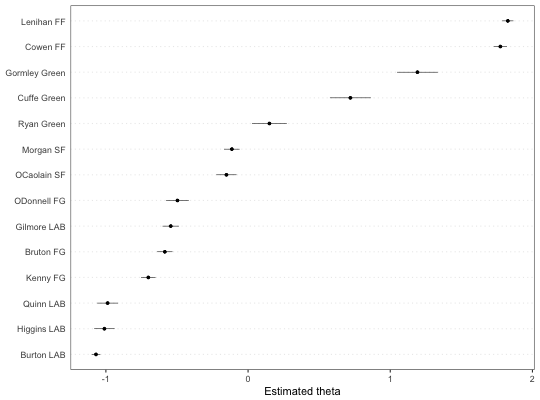 Lenihan FF
Cowen FF
Gormley Green
Cuffe Green
Ryan Green
Morgan SF
OCaolain SF
ODonnell FG
Gilmore LAB
Bruton FG
Kenny FG
Quinn LAB
Higgins LAB
Burton LAB
-1 0 1 2
Estimated theta